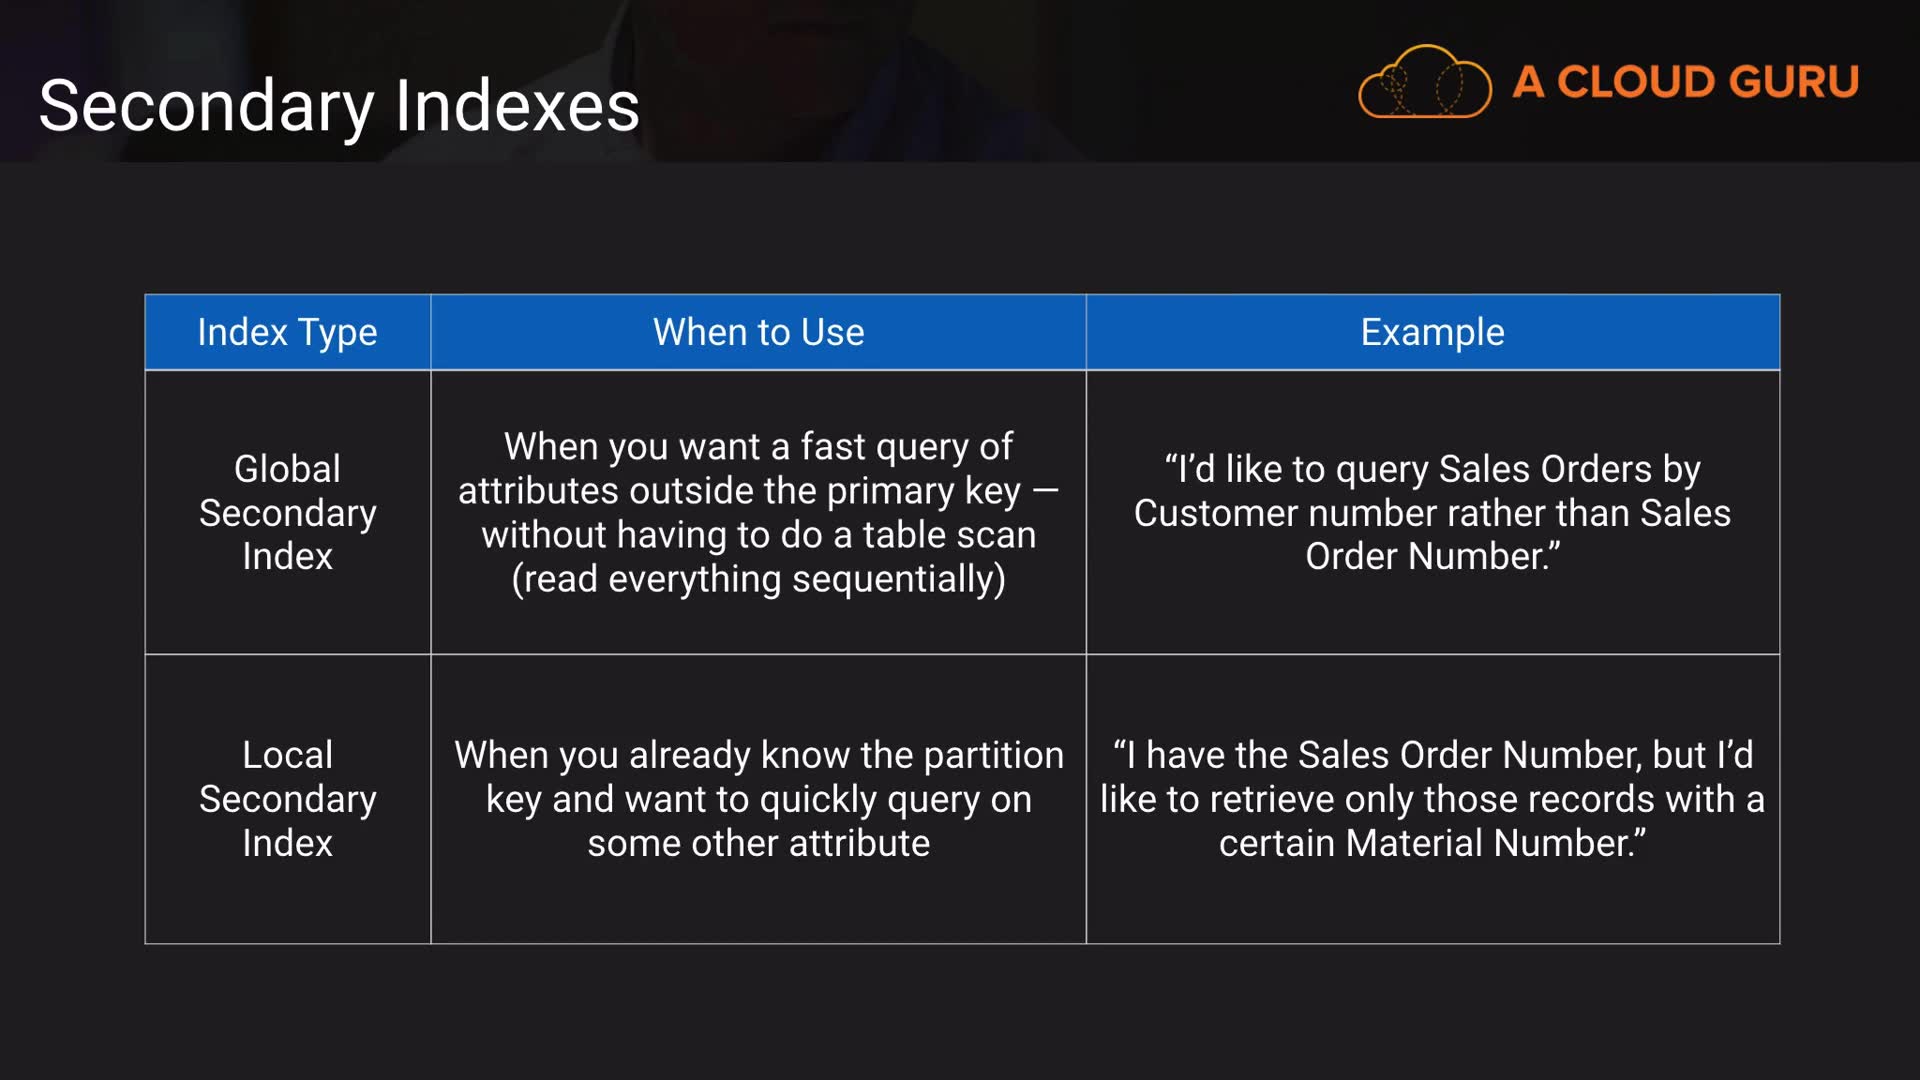 Secondary Indexes
A CLOUD GURU
Index Type
When to Use
Example
Global
Secondary
Index
When you want a fast query of
attributes outside the primary key —
without having to do a table scan
(read everything sequentially)
“I’d like to query Sales Orders by
Customer number rather than Sales
Order Number.”
Local
Secondary
Index
When you already know the partition
key and want to quickly query on
some other attribute
“I have the Sales Order Number, but I’d
like to retrieve only those records with a
certain Material Number.”